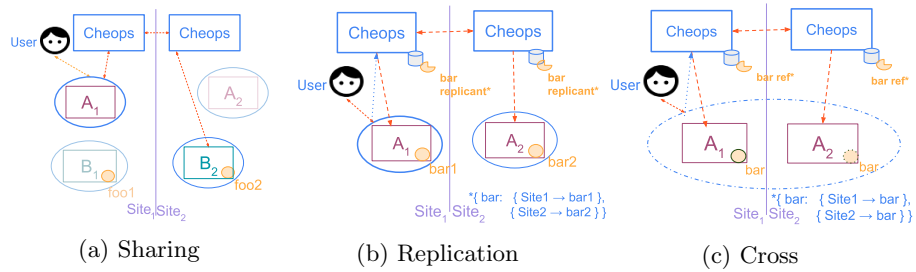 Cheops
Cheops
User
A1
A2
B1
foo1
B2
foo2
Site1
Site2
(a) Sharing
Cheops
Cheops
bar
replicant*
bar
replicant*
User
A1
bar1
A2
bar2
*{ bar: { Site1 → bar1 },
{ Site2 → bar2 } }
Site1
Site2
(b) Replication
Cheops
Cheops
bar ref*
bar ref*
User
A1
bar
A2
bar
*{ bar: { Site1 → bar },
{ Site2 → bar } }
Site1
Site2
(c) Cross